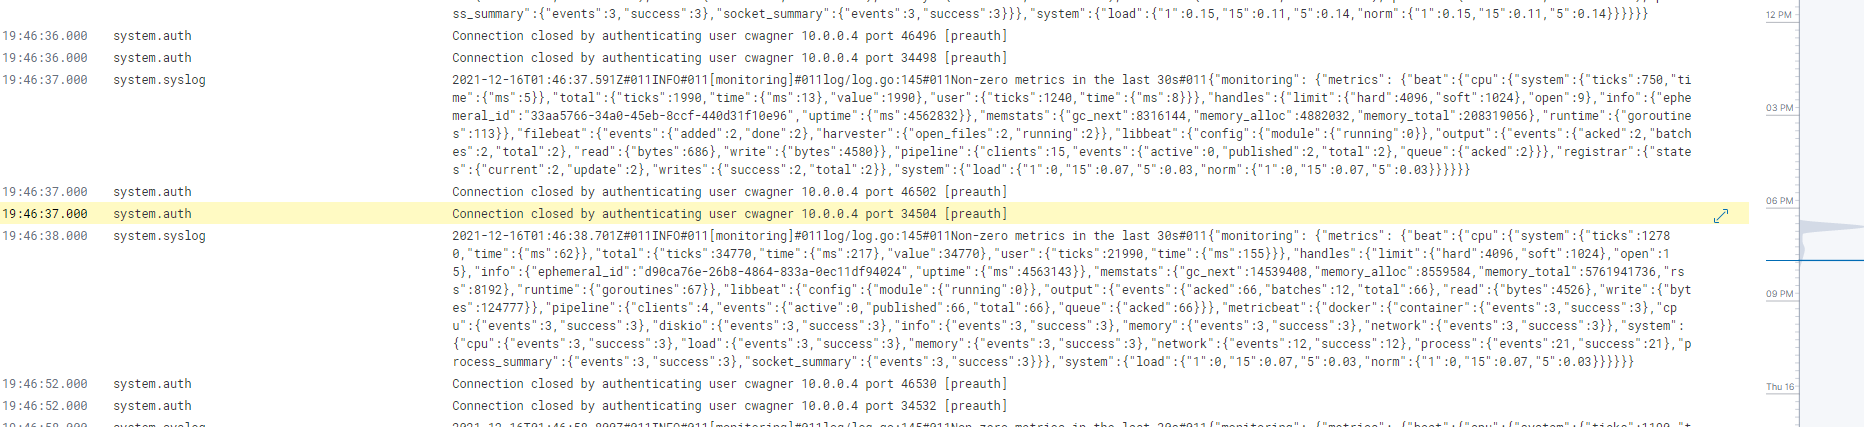 ss_summary":{"events":3,"success":3},"socket_summary":{"events":3,"success":3}}},"system":{"load":{"1":0.15,"15":0.11,"5":0.14,"norm":{"1":0.15,"15":0.11,"5":0.14}}}}}}
12 PM
19:46:36.000 system.auth Connection closed by authenticating user cwagner 10.0.0.4 port 46496 [preauth]
19:46:36.000 system.auth Connection closed by authenticating user cwagner 10.0.0.4 port 34498 [preauth]
19:46:37.000 system.syslog 2021-12-16T01:46:37.591Z#011INFO#011[monitoring]#011log/log.go:145#011Non-zero metrics in the last 30s#011{"monitoring": {"metrics": {"beat":{"cpu":{"system":{"ticks":750,"ti
me":{"ms":5}},"total":{"ticks":1990,"time":{"ms":13},"value":1990},"user":{"ticks":1240,"time":{"ms":8}}},"handles":{"limit":{"hard":4096,"soft":1024},"open":9},"info":{"ephe
03 PM
meral_id":"33aa5766-34a0-45eb-8ccf-440d31f10e96","uptime":{"ms":4562832}},"memstats":{"gc_next":8316144,"memory_alloc":4882032,"memory_total":208319056},"runtime":{"goroutine
s":113}},"filebeat":{"events":{"added":2,"done":2},"harvester":{"open_files":2,"running":2}},"libbeat":{"config":{"module":{"running":0}},"output":{"events":{"acked":2,"batch
es":2,"total":2},"read":{"bytes":686},"write":{"bytes":4580}},"pipeline":{"clients":15,"events":{"active":0,"published":2,"total":2},"queue":{"acked":2}}},"registrar":{"state
s":{"current":2,"update":2},"writes":{"success":2,"total":2}},"system":{"load":{"1":0,"15":0.07,"5":0.03,"norm":{"1":0,"15":0.07,"5":0.03}}}}}}
19:46:37.000 system.auth Connection closed by authenticating user cwagner 10.0.0.4 port 46502 [preauth]
06 PM
19:46:37.000 system.auth Connection closed by authenticating user cwagner 10.0.0.4 port 34504 [preauth]
19:46:38.000 system.syslog 2021-12-16T01:46:38.701Z#011INFO#011[monitoring]#011log/log.go:145#011Non-zero metrics in the last 30s#011{"monitoring": {"metrics": {"beat":{"cpu":{"system":{"ticks":1278
0,"time":{"ms":62}},"total":{"ticks":34770,"time":{"ms":217},"value":34770},"user":{"ticks":21990,"time":{"ms":155}}},"handles":{"limit":{"hard":4096,"soft":1024},"open":1
5},"info":{"ephemeral_id":"d90ca76e-26b8-4864-833a-0ec11df94024","uptime":{"ms":4563143}},"memstats":{"gc_next":14539408,"memory_alloc":8559584,"memory_total":5761941736,"rs
s":8192},"runtime":{"goroutines":67}},"libbeat":{"config":{"module":{"running":0}},"output":{"events":{"acked":66,"batches":12,"total":66},"read":{"bytes":4526},"write":{"byt
09 PM
es":124777}},"pipeline":{"clients":4,"events":{"active":0,"published":66,"total":66},"queue":{"acked":66}}},"metricbeat":{"docker":{"container":{"events":3,"success":3},"cp
u":{"events":3,"success":3},"diskio":{"events":3,"success":3},"info":{"events":3,"success":3},"memory":{"events":3,"success":3},"network":{"events":3,"success":3}},"system":
{"cpu":{"events":3,"success":3},"load":{"events":3,"success":3},"memory":{"events":3,"success":3},"network":{"events":12,"success":12},"process":{"events":21,"success":21},"p
rocess_summary":{"events":3,"success":3},"socket_summary":{"events":3,"success":3}}},"system":{"load":{"1":0,"15":0.07,"5":0.03,"norm":{"1":0,"15":0.07,"5":0.03}}}}}}
19:46:52.000 system.auth Connection closed by authenticating user cwagner 10.0.0.4 port 46530 [preauth]
Thu 16
19:46:52.000 system.auth Connection closed by authenticating user cwagner 10.0.0.4 port 34532 [preauth]